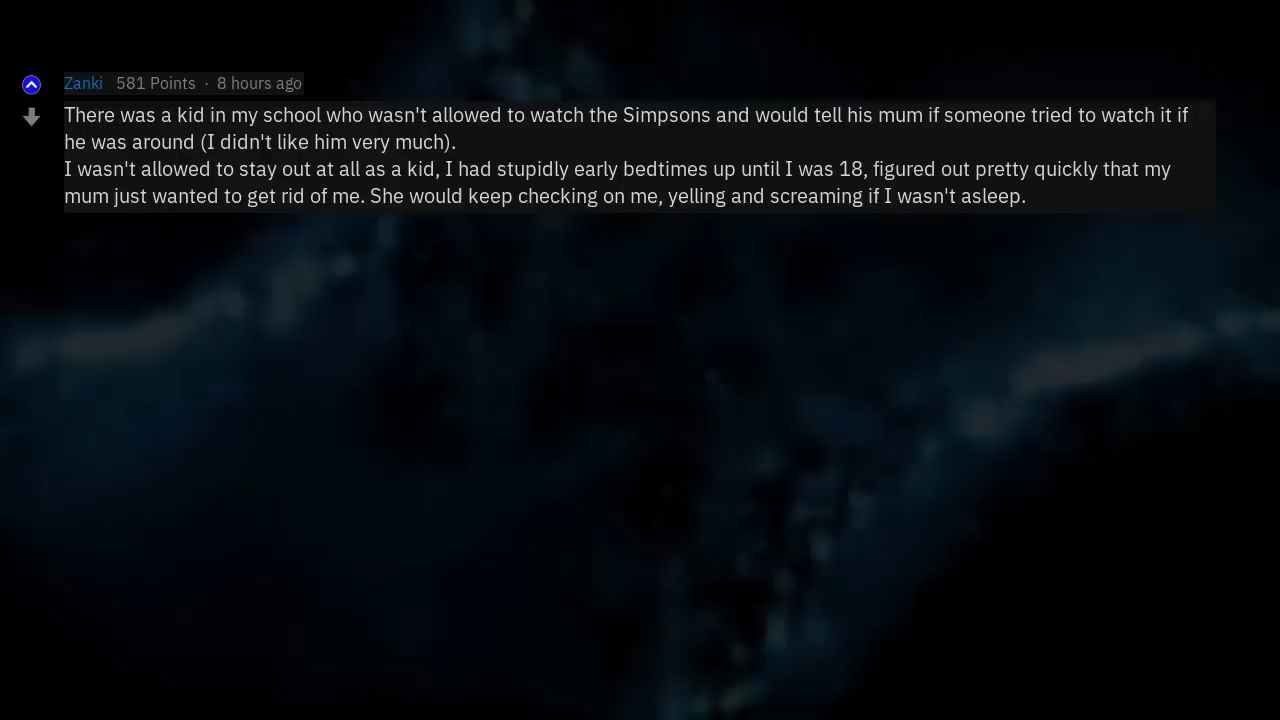 Zanki 581 Points · 8 hours ago
There was a kid in my school who wasn't allowed to watch the Simpsons and would tell his mum if someone tried to watch it if
he was around (I didn't like him very much).
I wasn't allowed to stay out at all as a kid, I had stupidly early bedtimes up until I was 18, figured out pretty quickly that my
mum just wanted to get rid of me. She would keep checking on me, yelling and screaming if I wasn't asleep.